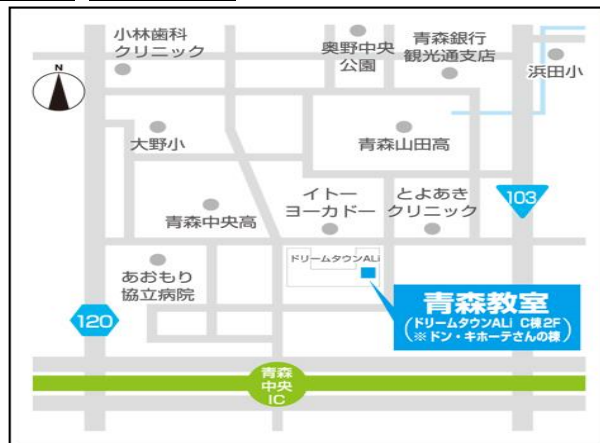 小林歯科
クリニック
奥野中央
公園
青森銀行
観光通支店
浜田小
N
大野小
青森山田高
103
青森中央高
イトー
ヨーカドー
とよあき
クリニック
あおもり
協立病院
ドリームタウンALi
120
青森教室
(ドリームタウンALi C棟2F)
(※ドン・キホーテさんの棟)
青森
中央
IC